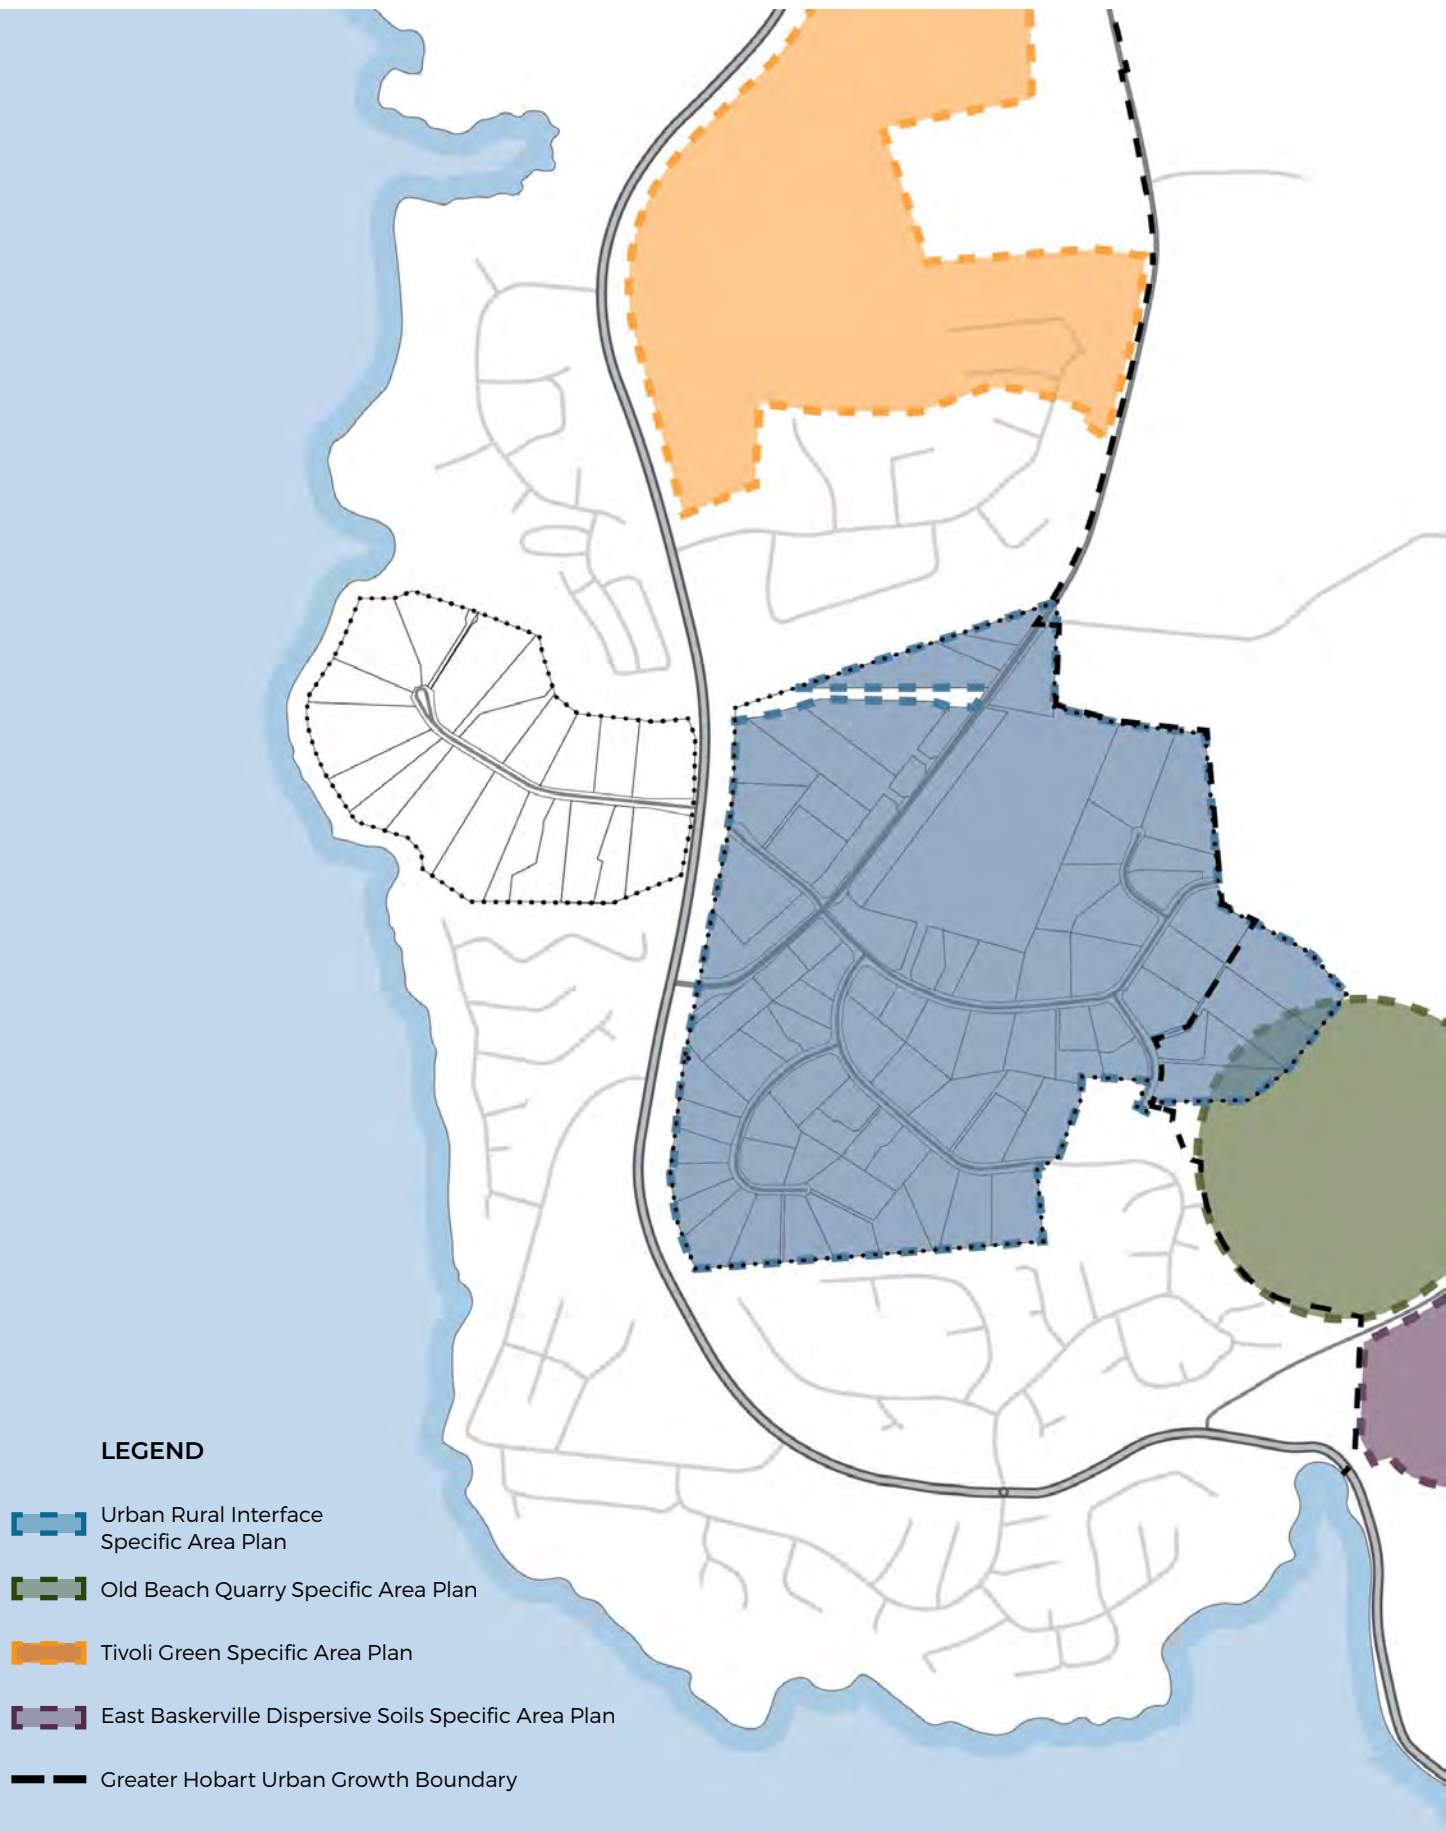 LEGEND
Urban Rural Interface
Specific Area Plan
Old Beach Quarry Specific Area Plan
Tivoli Green Specific Area Plan
East Baskerville Dispersive Soils Specific Area Plan
Greater Hobart Urban Growth Boundary